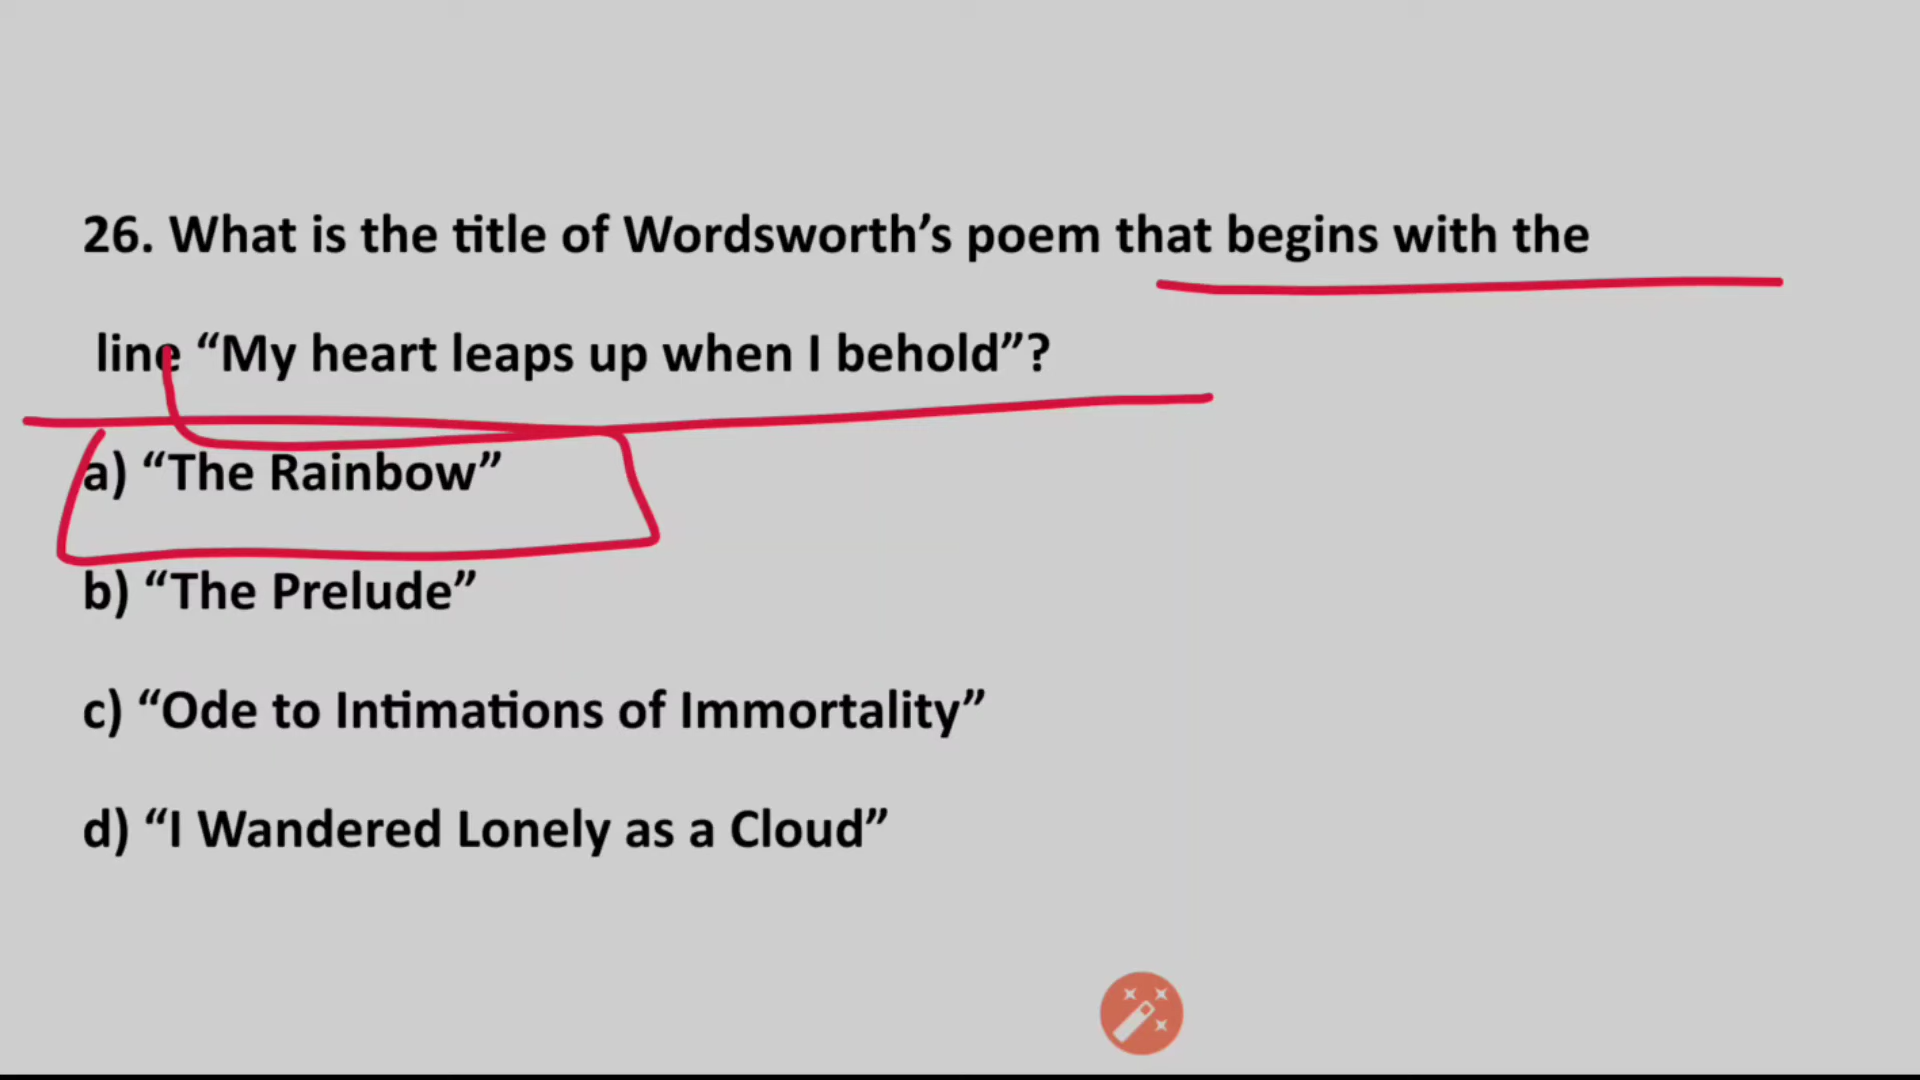 26. What is the title of Wordsworth’s poem that begins with the
line “My heart leaps up when I behold”?
a) “The Rainbow”
b) “The Prelude”
c) “Ode to Intimations of Immortality”
d) “I Wandered Lonely as a Cloud”